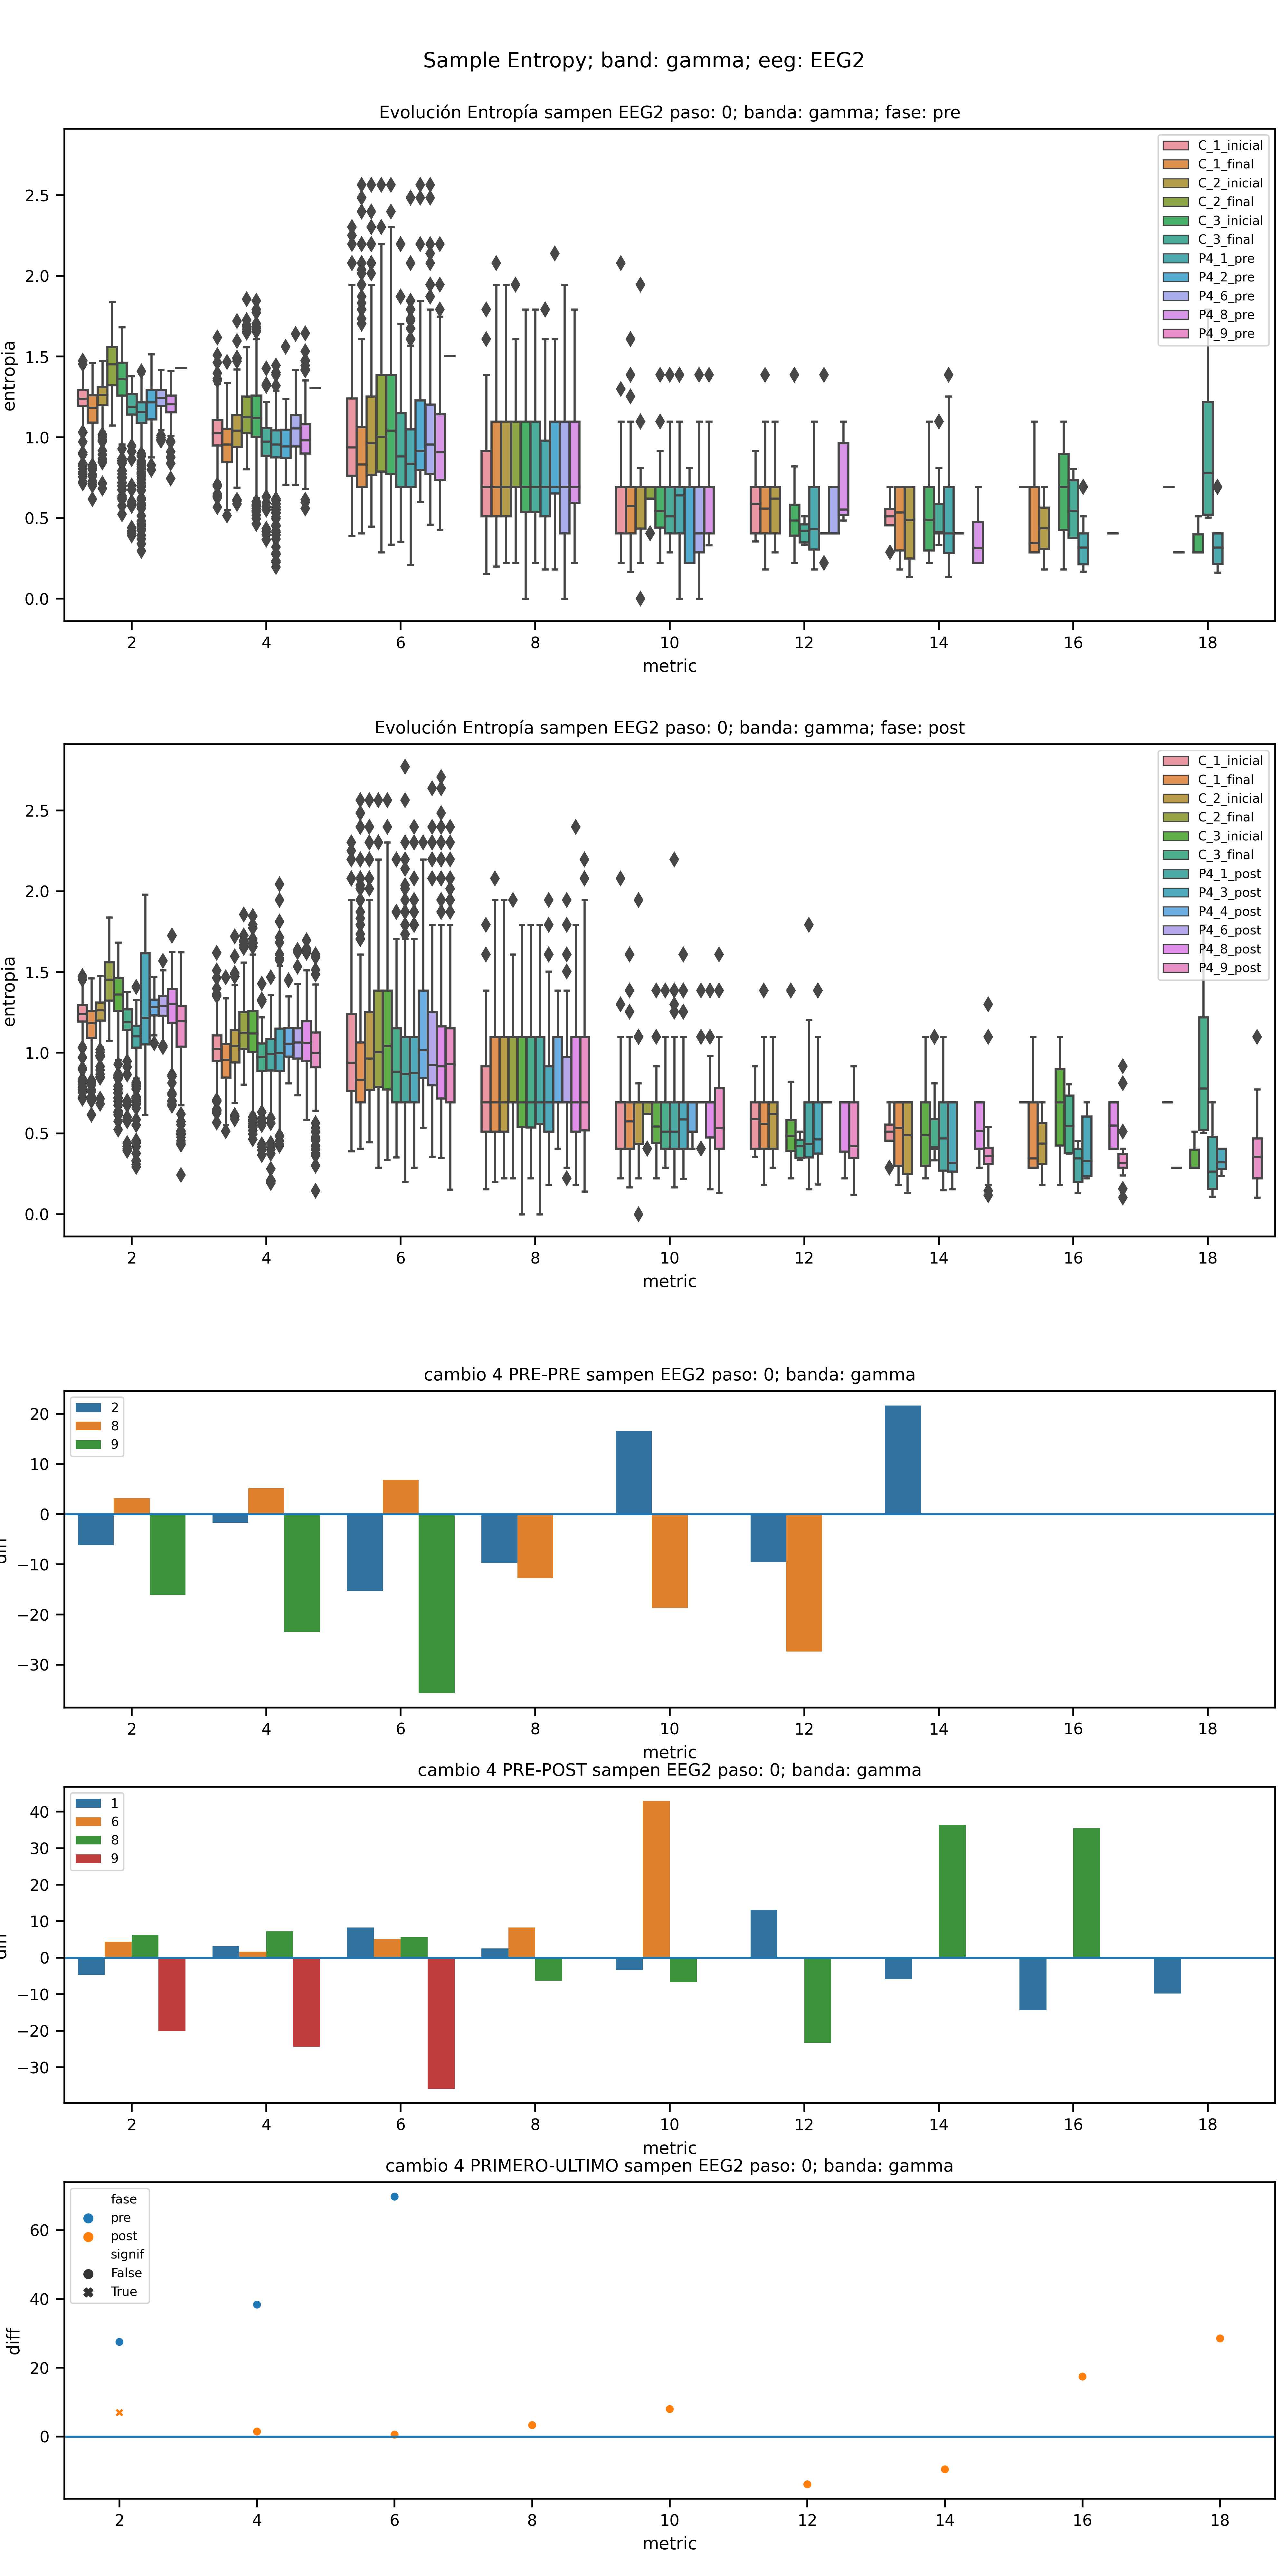 Sample Entropy; band: gamma; eeg: EEG2
Evolución Entropía sampen EEG2 paso: 0; banda: gamma; fase: pre
entropia
2.5
2.0
1.5
1.0
0.5
0.0
C_1_inicial
C_1_final
C_2_inicial
C_2_final
C_3_inicial
C_3_final
P4_1_pre
P4_2_pre
P4_6_pre
P4_8_pre
P4_9_pre
2 4 6 8 10 12 14 16 18
metric
Evolución Entropía sampen EEG2 paso: 0; banda: gamma; fase: post
entropia
2.5
2.0
1.5
1.0
0.5
0.0
C_1_inicial
C_1_final
C_2_inicial
C_2_final
C_3_inicial
C_3_final
P4_1_post
P4_3_post
P4_4_post
P4_6_post
P4_8_post
P4_9_post
2 4 6 8 10 12 14 16 18
metric
cambio 4 PRE-PRE sampen EEG2 paso: 0; banda: gamma
diff
20
10
0
−10
−20
−30
2
8
9
2 4 6 8 10 12 14 16 18
metric
cambio 4 PRE-POST sampen EEG2 paso: 0; banda: gamma
diff
40
30
20
10
0
−10
−20
−30
1
6
8
9
2 4 6 8 10 12 14 16 18
metric
cambio 4 PRIMERO-ULTIMO sampen EEG2 paso: 0; banda: gamma
diff
60
40
20
0
fase
pre
post
signif
False
True
2 4 6 8 10 12 14 16 18
metric